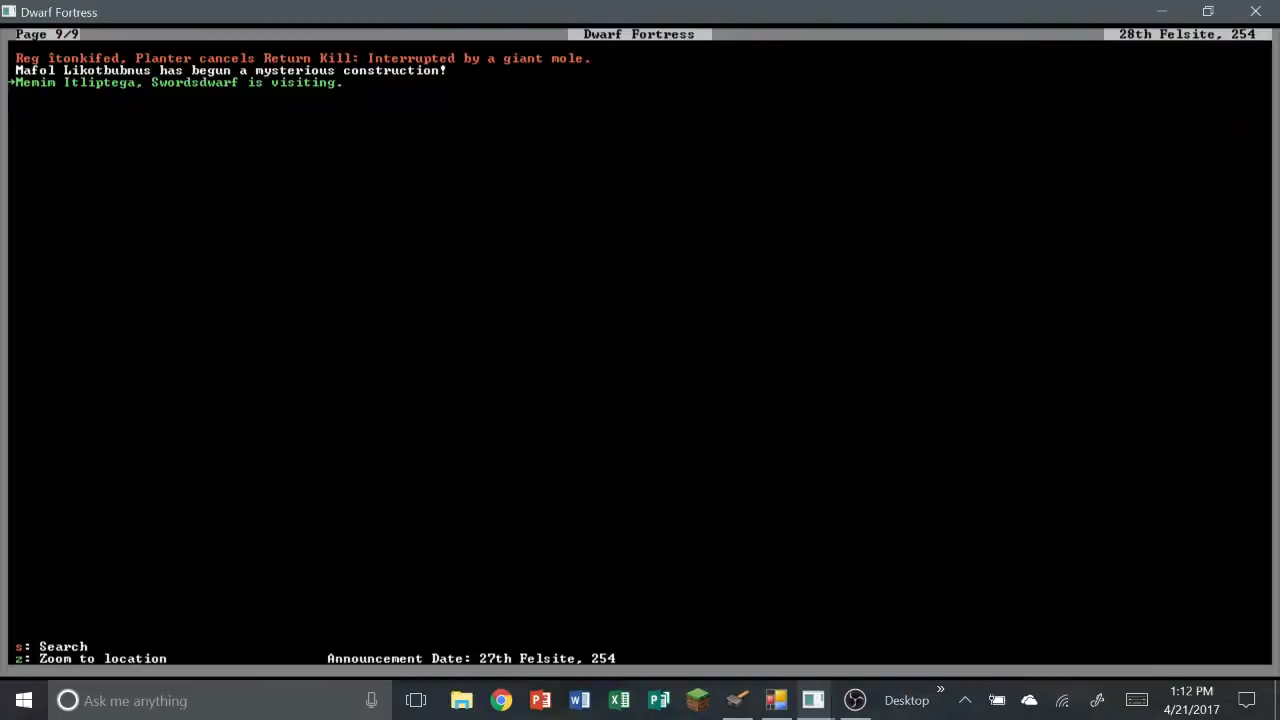 Dwarf Fortress
Page 9/9
Dwarf Fortress
28th Felsite, 254
Reg îtonkifed, Planter cancels Return Kill: Interrupted by a giant mole.
Mafol Likotbubnus has begun a mysterious construction!
→Memim Itliptega, Swordsdwarf is visiting.
s: Search
z: Zoom to location
Announcement Date: 27th Felsite, 254
Ask me anything
Desktop
1:12 PM
4/21/2017